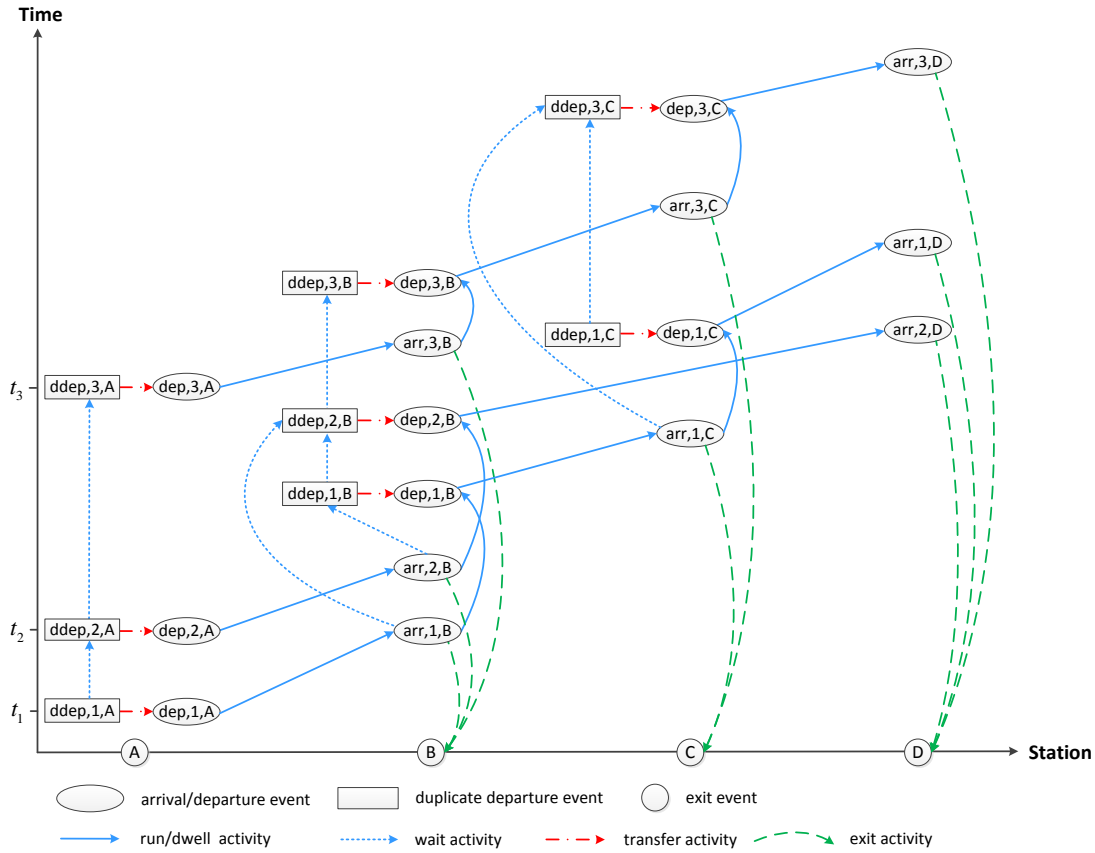 Time
arr,3,D
ddep,3,C
dep,3,C
arr,3,C
arr,1,D
ddep,3,B
dep,3,B
ddep,1,C
dep,1,C
arr,2,D
arr,3,B
t3
ddep,3,A
dep,3,A
ddep,2,B
dep,2,B
arr,1,C
ddep,1,B
dep,1,B
arr,2,B
t2
ddep,2,A
dep,2,A
arr,1,B
t1
ddep,1,A
dep,1,A
A
B
C
D
Station
arrival/departure event
duplicate departure event
exit event
run/dwell activity
wait activity
transfer activity
exit activity